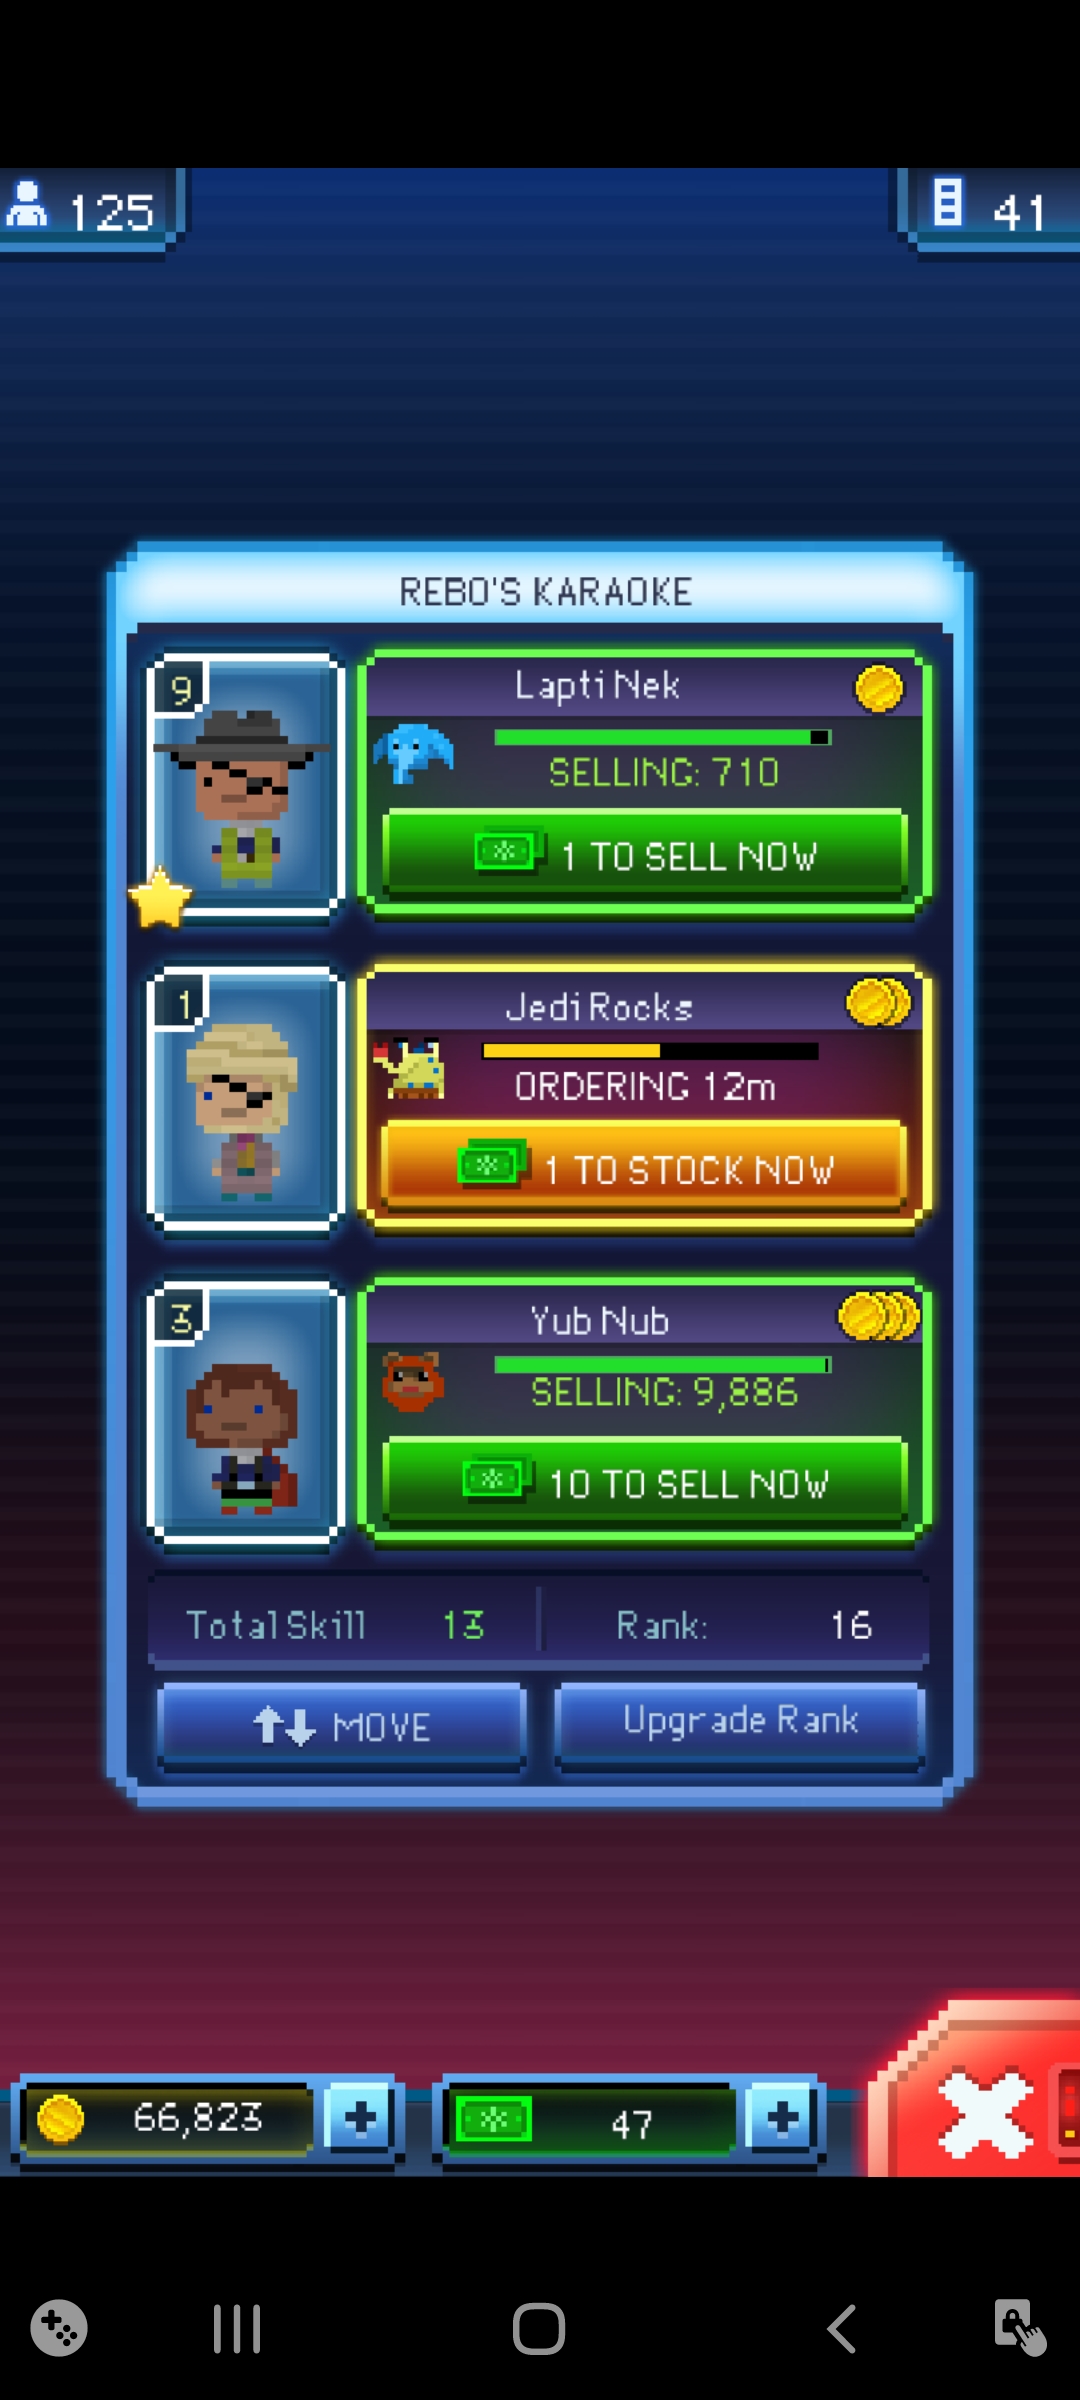 125
41
REBO'S KARAOKE
9
Lapti Nek
SELLING: 710
1 TO SELL NOW
1
Jedi Rocks
ORDERING 12m
1 TO STOCK NOW
3
Yub Nub
SELLING: 9,886
10 TO SELL NOW
Total Skill 13 Rank: 16
MOVE Upgrade Rank
66,823 47